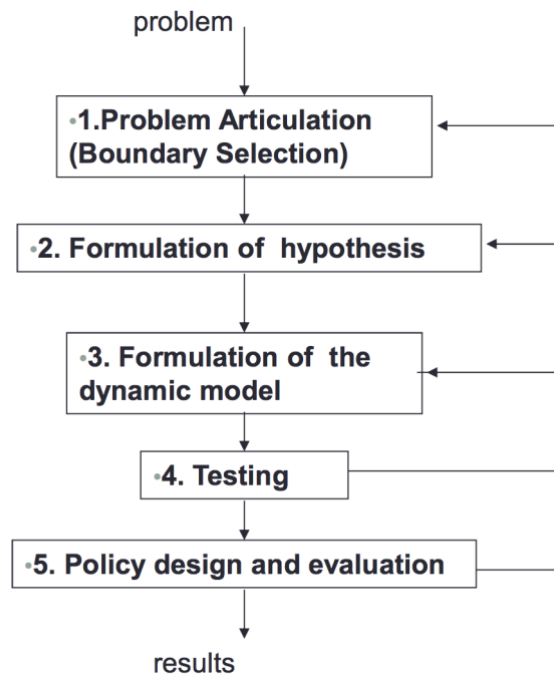 problem
•1.Problem Articulation
(Boundary Selection)
•2. Formulation of hypothesis
•3. Formulation of the
dynamic model
•4. Testing
•5. Policy design and evaluation
results